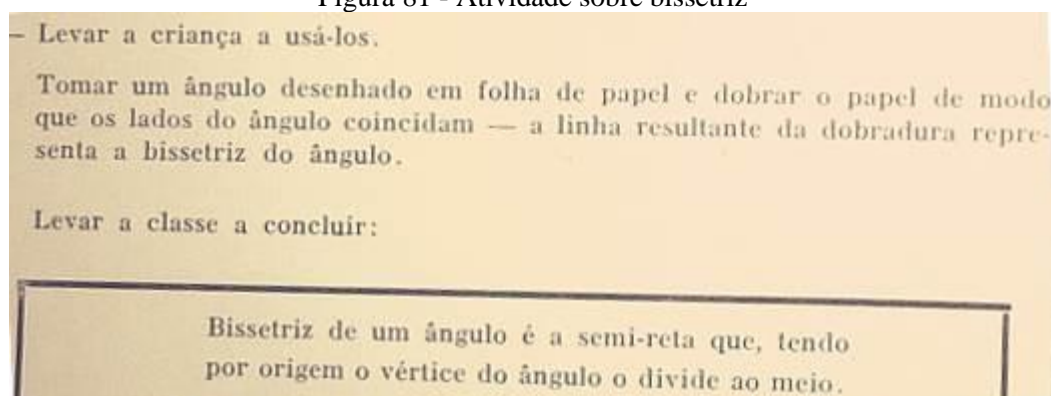 Figura 81 - Atividade sobre bissetriz
– Levar a criança a usá-los.
Tomar um ângulo desenhado em folha de papel e dobrar o papel de modo
que os lados do ângulo coincidam — a linha resultante da dobradura repre-
senta a bissetriz do ângulo.
Levar a classe a concluir:
Bissetriz de um ângulo é a semi-reta que, tendo
por origem o vértice do ângulo o divide ao meio.